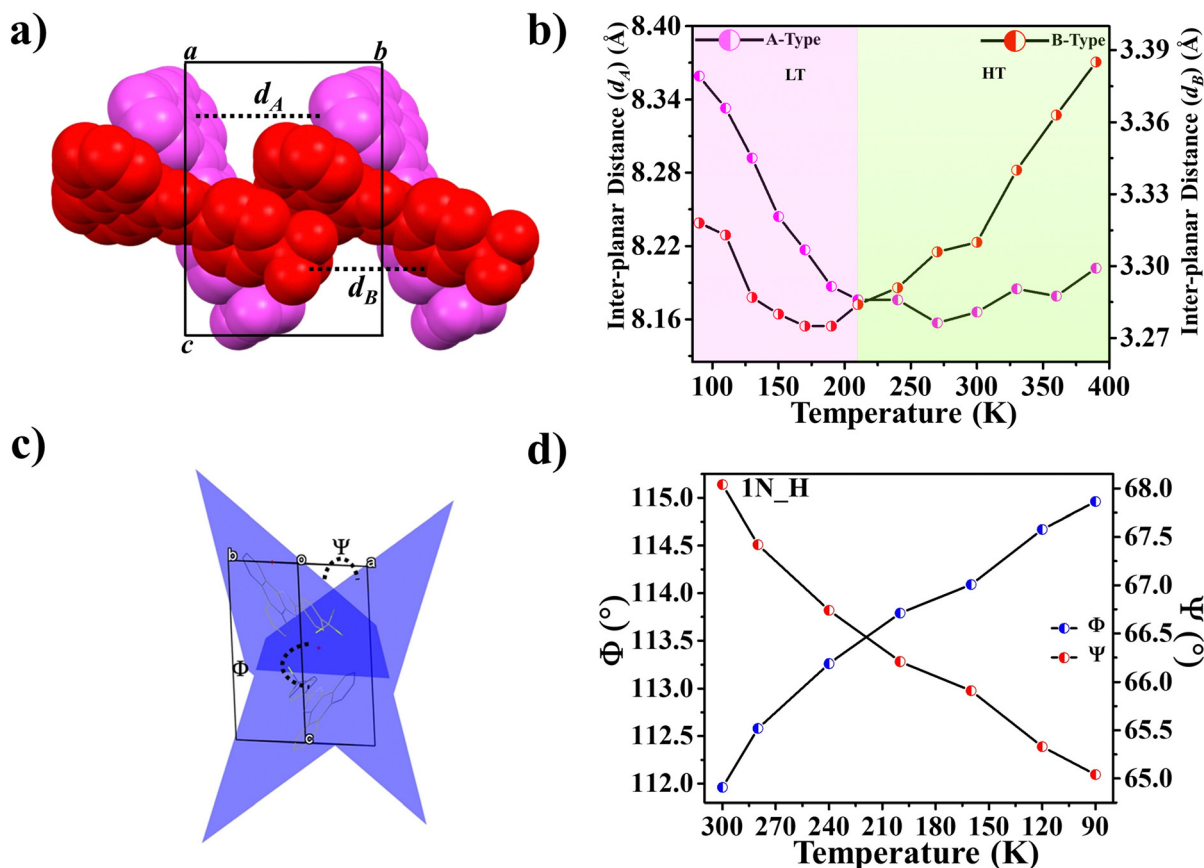 a)
a
b
d_A
d_B
c
b)
8.40
8.34
8.28
8.22
8.16
Inter-planar Distance (d_A) (Å)
A-Type
B-Type
LT
HT
3.39
3.36
3.33
3.30
3.27
Inter-planar Distance (d_B) (Å)
100 150 200 250 300 350 400
Temperature (K)
c)
b
o
a
Ψ
Φ
c
d)
1N_H
115.0
114.5
114.0
113.5
113.0
112.5
112.0
Φ (°)
Φ
Ψ
68.0
67.5
67.0
66.5
66.0
65.5
65.0
Ψ (°)
300 270 240 210 180 150 120 90
Temperature (K)